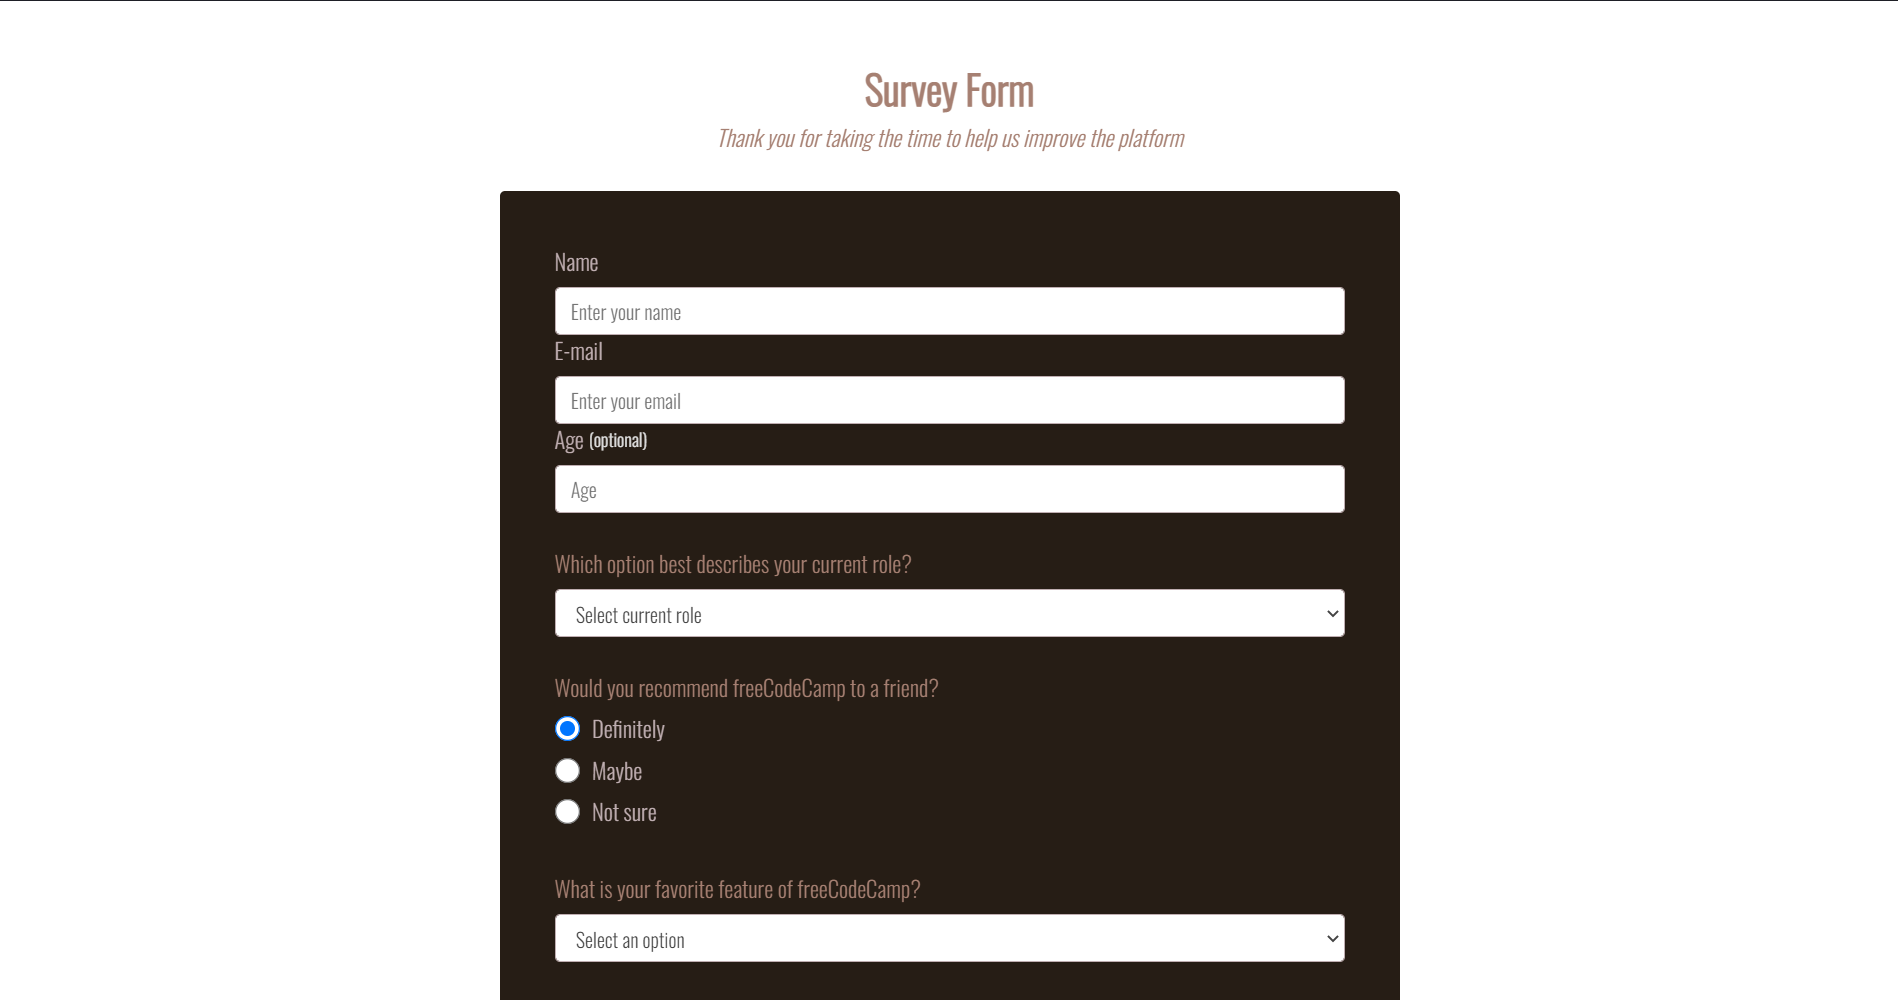 Survey Form
Thank you for taking the time to help us improve the platform
Name
Enter your name
E-mail
Enter your email
Age (optional)
Age
Which option best describes your current role?
Select current role
Would you recommend freeCodeCamp to a friend?
Definitely
Maybe
Not sure
What is your favorite feature of freeCodeCamp?
Select an option